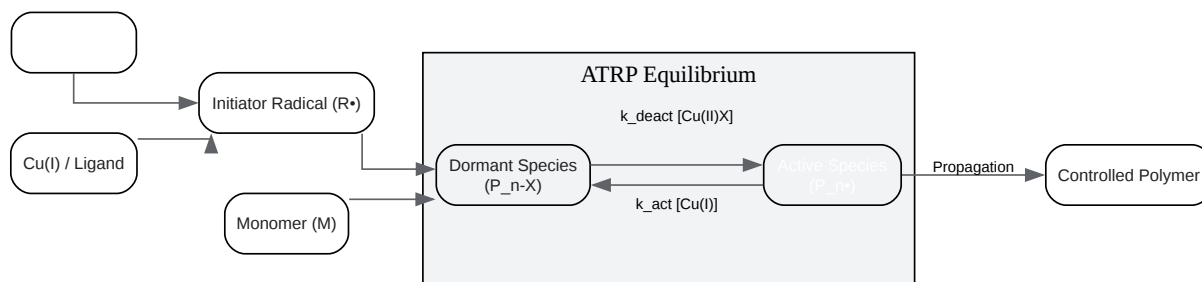 ATRP Equilibrium
k_deact [Cu(II)X]
Initiator Radical (R•)
Cu(I) / Ligand
Dormant Species
(P_n-X)
Active Species
(P_n•)
Propagation
Controlled Polymer
k_act [Cu(I)]
Monomer (M)